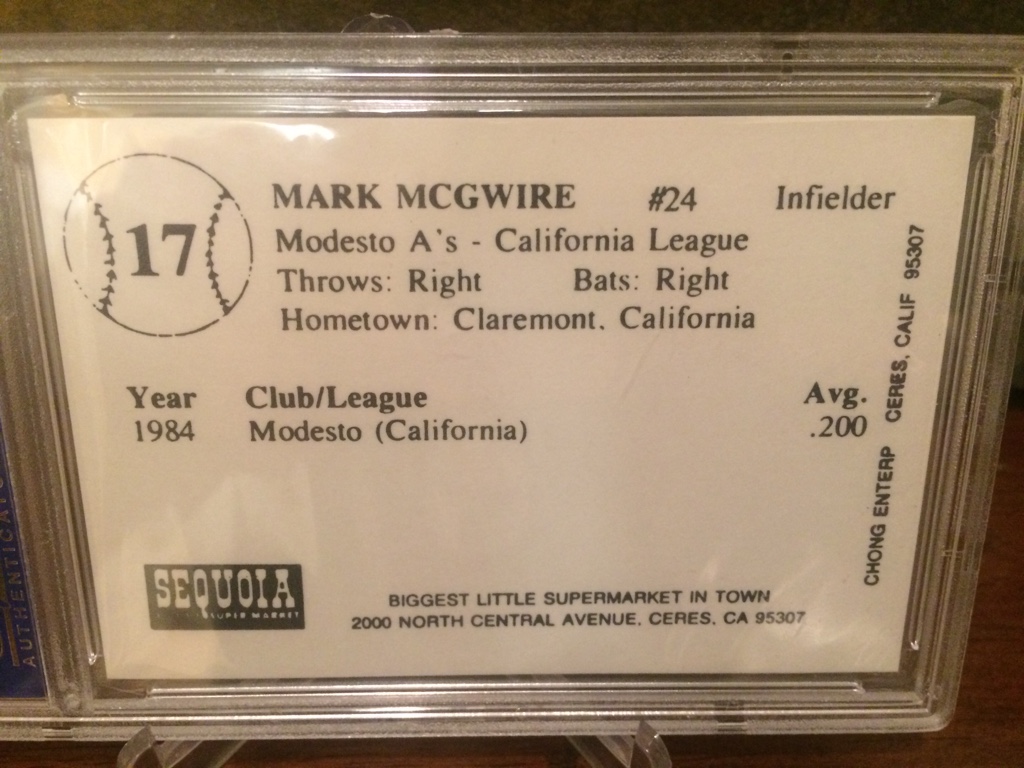 17
MARK MCGWIRE #24 Infielder
Modesto A's - California League
Throws: Right Bats: Right
Hometown: Claremont, California
Year Club/League Avg.
1984 Modesto (California) .200
CHONG ENTERP CERES, CALIF 95307
SEQUOIA
SUPER MARKET
BIGGEST LITTLE SUPERMARKET IN TOWN
2000 NORTH CENTRAL AVENUE, CERES, CA 95307